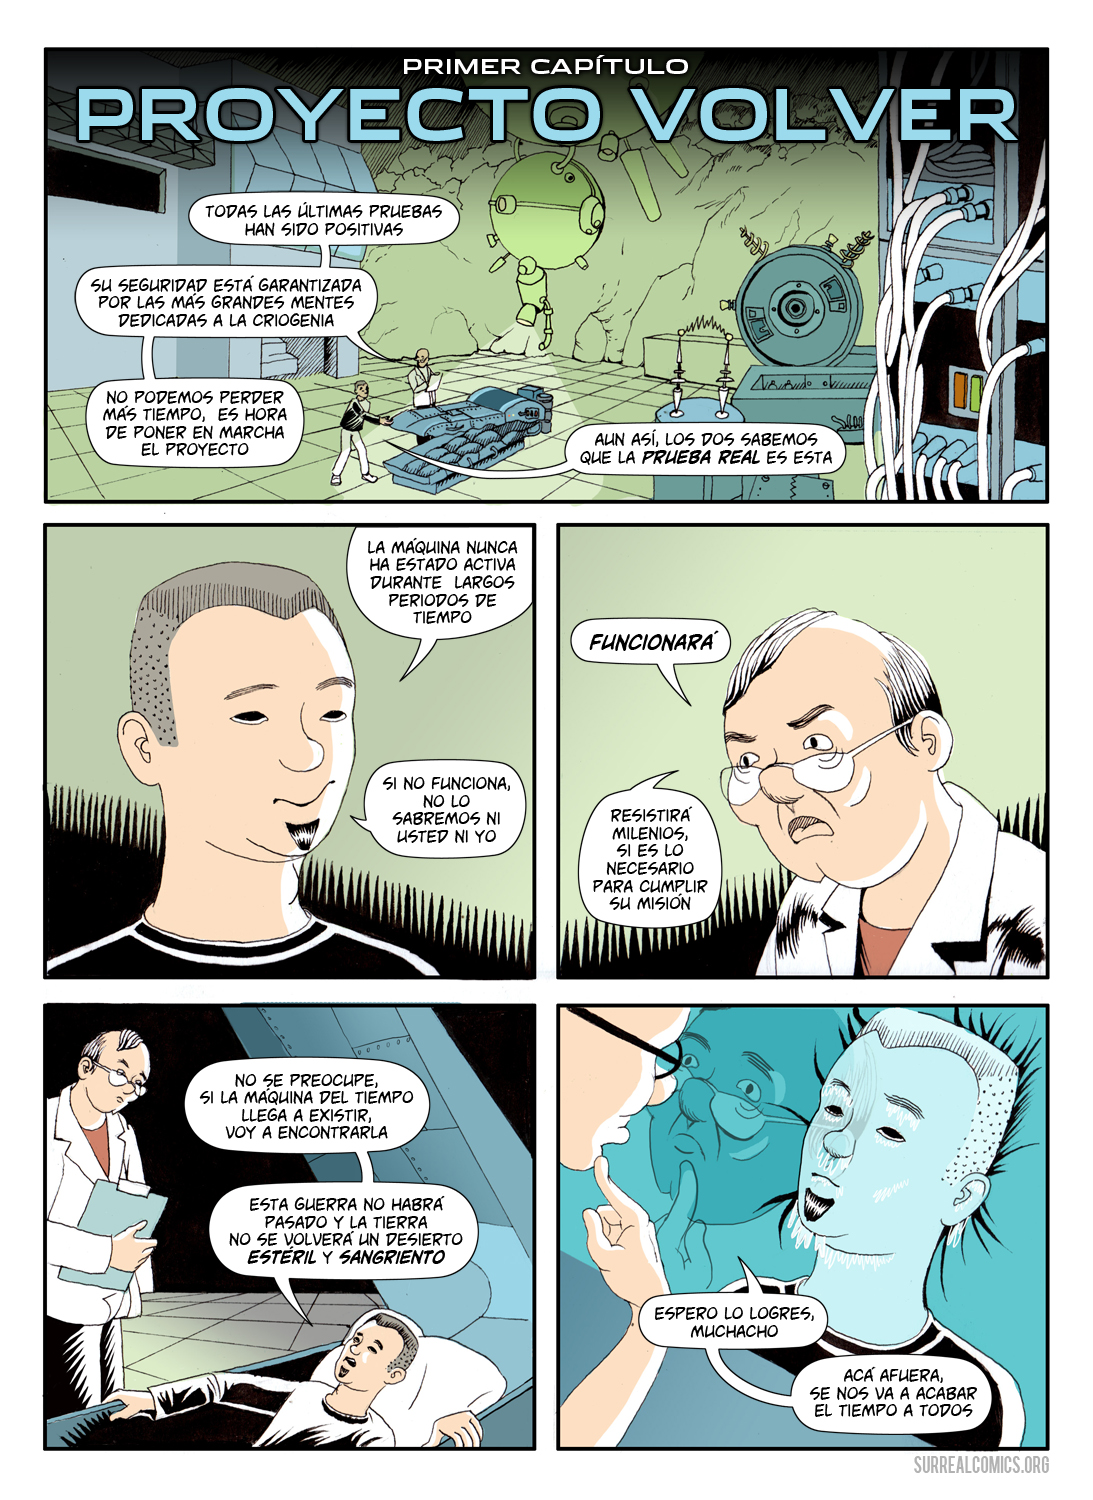 PRIMER CAPÍTULO
PROYECTO VOLVER
TODAS LAS ÚLTIMAS PRUEBAS
HAN SIDO POSITIVAS
SU SEGURIDAD ESTÁ GARANTIZADA
POR LAS MÁS GRANDES MENTES
DEDICADAS A LA CRIOGENIA
NO PODEMOS PERDER
MÁS TIEMPO, ES HORA
DE PONER EN MARCHA
EL PROYECTO
AUN ASÍ, LOS DOS SABEMOS
QUE LA PRUEBA REAL ES ESTA
LA MÁQUINA NUNCA
HA ESTADO ACTIVA
DURANTE LARGOS
PERIODOS DE
TIEMPO
SI NO FUNCIONA,
NO LO
SABREMOS NI
USTED NI YO
FUNCIONARÁ
RESISTIRÁ
MILENIOS,
SI ES LO
NECESARIO
PARA CUMPLIR
SU MISIÓN
NO SE PREOCUPE,
SI LA MÁQUINA DEL TIEMPO
LLEGA A EXISTIR,
VOY A ENCONTRARLA
ESTA GUERRA NO HABRÁ
PASADO Y LA TIERRA
NO SE VOLVERÁ UN DESIERTO
ESTÉRIL Y SANGRIENTO
ESPERO LO LOGRES,
MUCHACHO
ACÁ AFUERA,
SE NOS VA A ACABAR
EL TIEMPO A TODOS
SURREALCOMICS.ORG